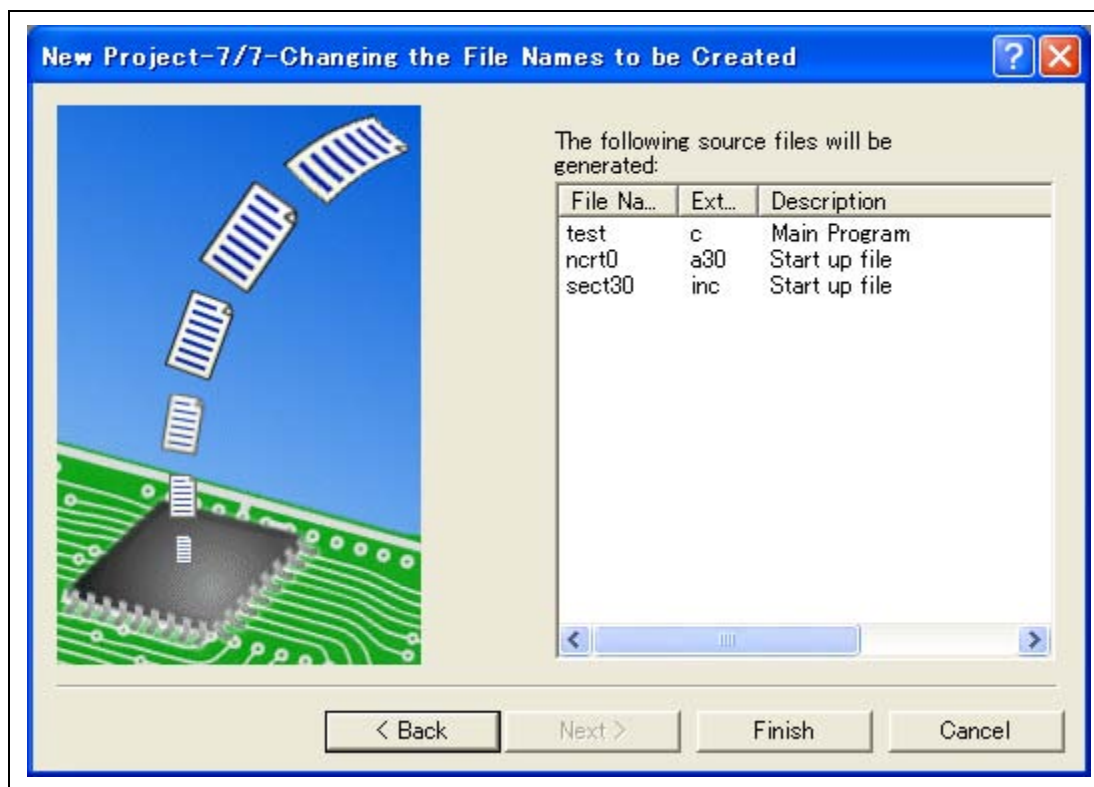 New Project-7/7-Changing the File Names to be Created
The following source files will be
generated:
File Na... Ext... Description
test c Main Program
ncrt0 a30 Start up file
sect30 inc Start up file
< Back Next > Finish Cancel